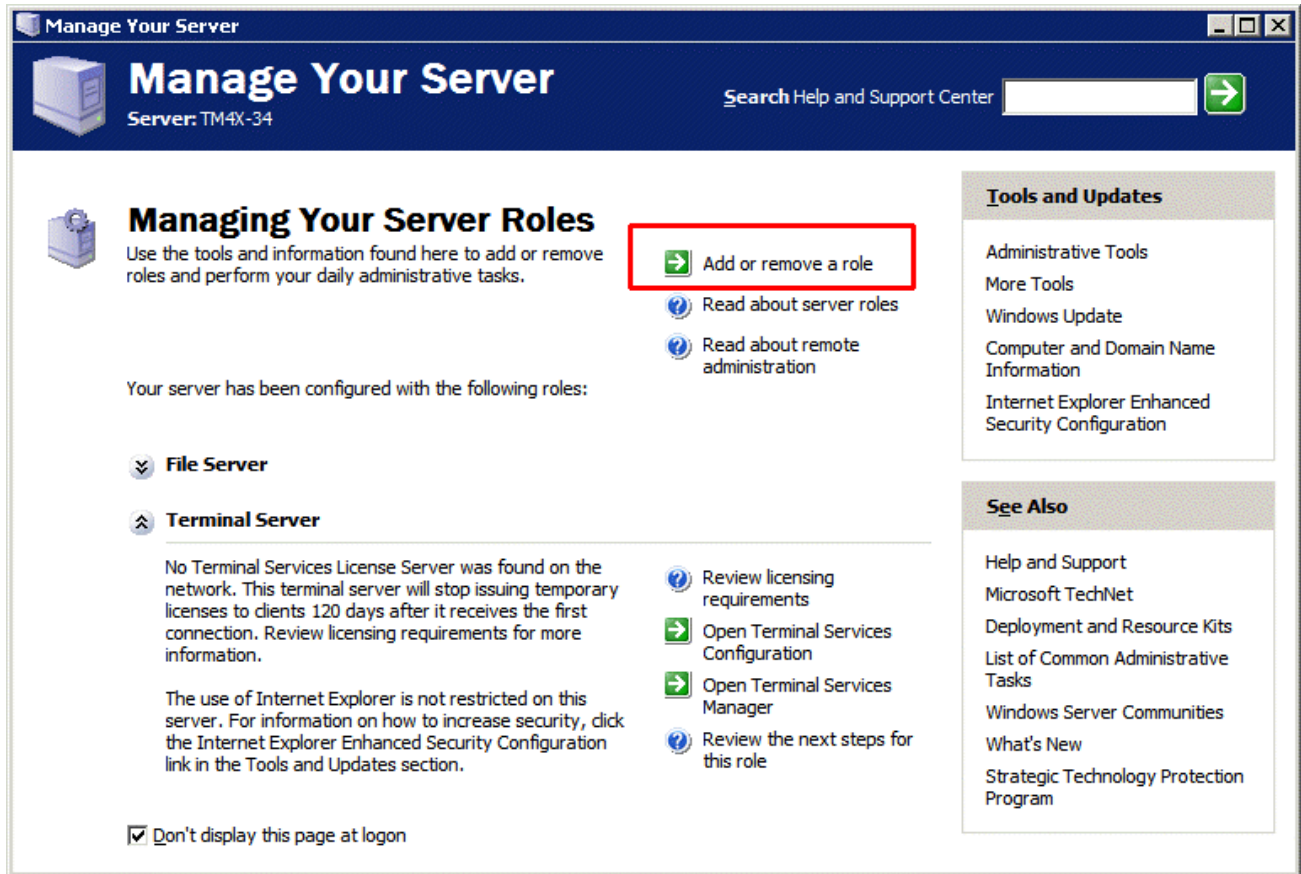 Manage Your Server
Manage Your Server
Server: TM4X-34
Search Help and Support Center
Managing Your Server Roles
Use the tools and information found here to add or remove
roles and perform your daily administrative tasks.
Add or remove a role
Read about server roles
Read about remote
administration
Your server has been configured with the following roles:
File Server
Terminal Server
No Terminal Services License Server was found on the
network. This terminal server will stop issuing temporary
licenses to clients 120 days after it receives the first
connection. Review licensing requirements for more
information.
The use of Internet Explorer is not restricted on this
server. For information on how to increase security, click
the Internet Explorer Enhanced Security Configuration
link in the Tools and Updates section.
Review licensing
requirements
Open Terminal Services
Configuration
Open Terminal Services
Manager
Review the next steps for
this role
Don't display this page at logon
Tools and Updates
Administrative Tools
More Tools
Windows Update
Computer and Domain Name
Information
Internet Explorer Enhanced
Security Configuration
See Also
Help and Support
Microsoft TechNet
Deployment and Resource Kits
List of Common Administrative
Tasks
Windows Server Communities
What's New
Strategic Technology Protection
Program